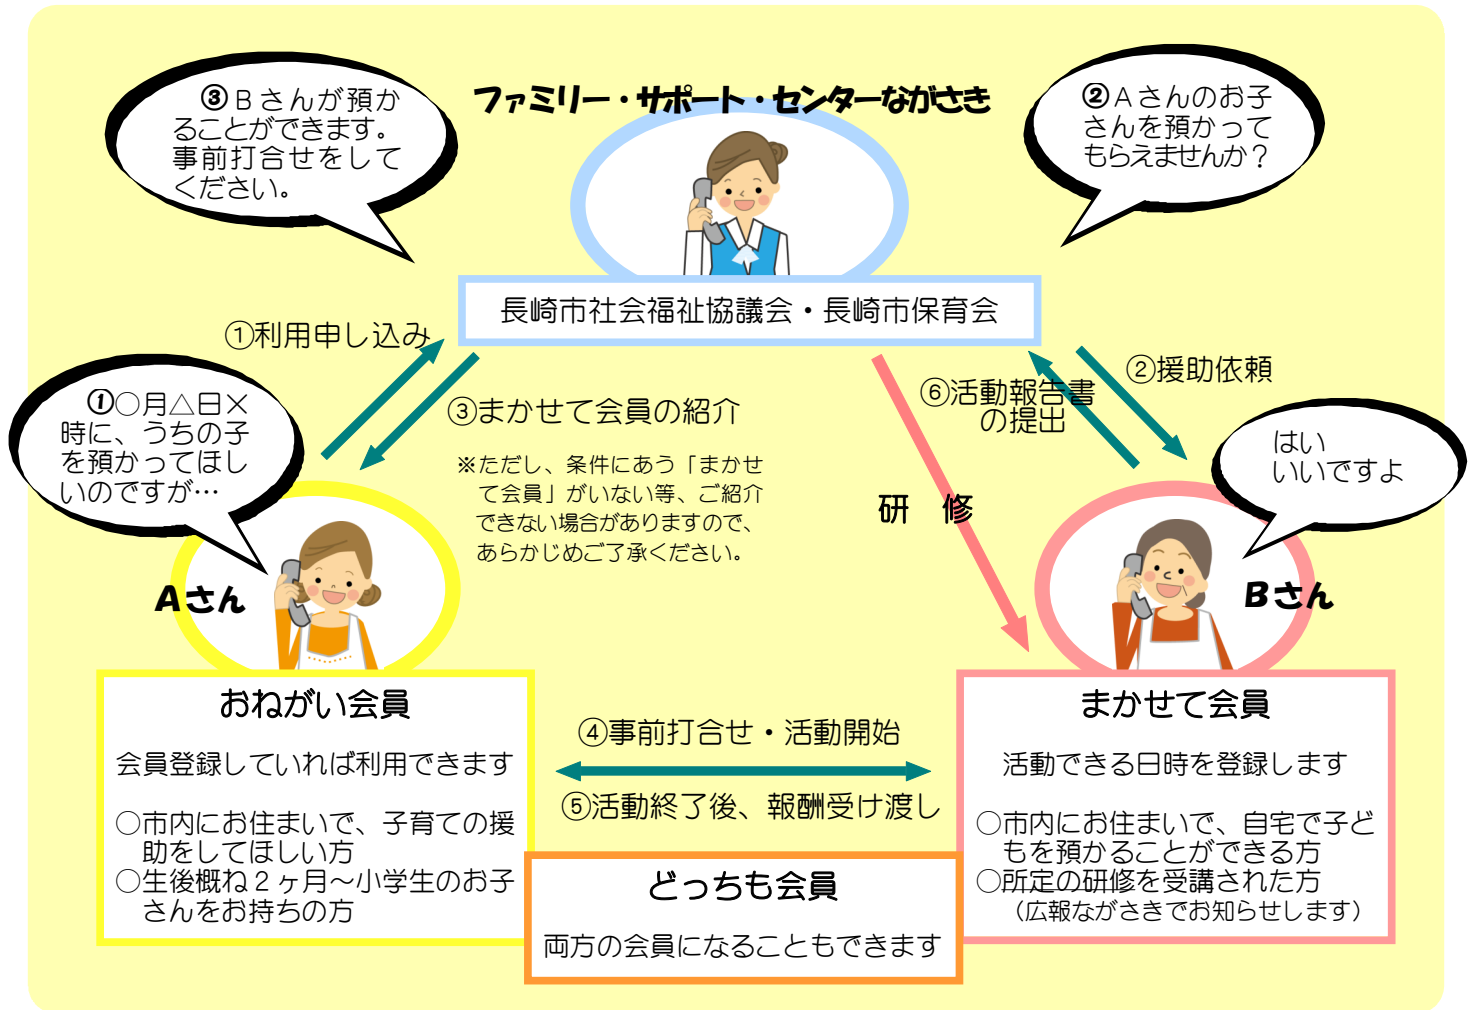 ファミリー・サポート・センターながさき
③Bさんが預か
ることができます。
事前打合せをして
ください。
②Aさんのお子
さんを預かって
もらえませんか？
長崎市社会福祉協議会・長崎市保育会
①利用申し込み
②援助依頼
⑥活動報告書
の提出
③まかせて会員の紹介
※ただし、条件にあう「まかせ
て会員」がいない等、ご紹介
できない場合がありますので、
あらかじめご了承ください。
①○月△日×
時に、うちの子
を預かってほし
いのですが…
はい
いいですよ
研　修
Aさん
Bさん
おねがい会員
会員登録していれば利用できます
○市内にお住まいで、子育ての援
助をしてほしい方
○生後概ね２ヶ月～小学生のお子
さんをお持ちの方
④事前打合せ・活動開始
⑤活動終了後、報酬受け渡し
まかせて会員
活動できる日時を登録します
○市内にお住まいで、自宅で子ど
もを預かることができる方
○所定の研修を受講された方
（広報ながさきでお知らせします）
どっちも会員
両方の会員になることもできます